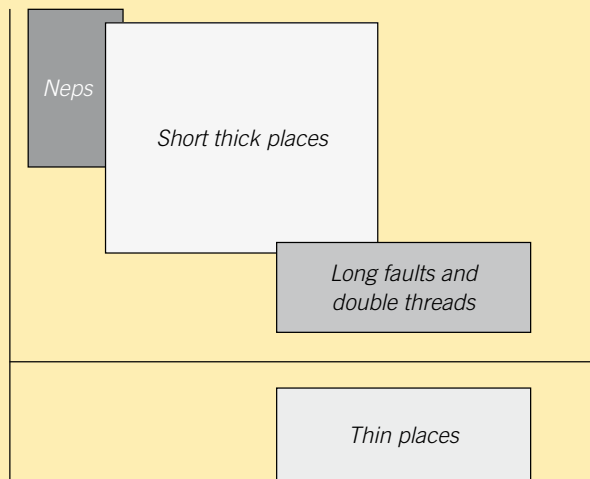 Neps
Short thick places
Long faults and
double threads
Thin places